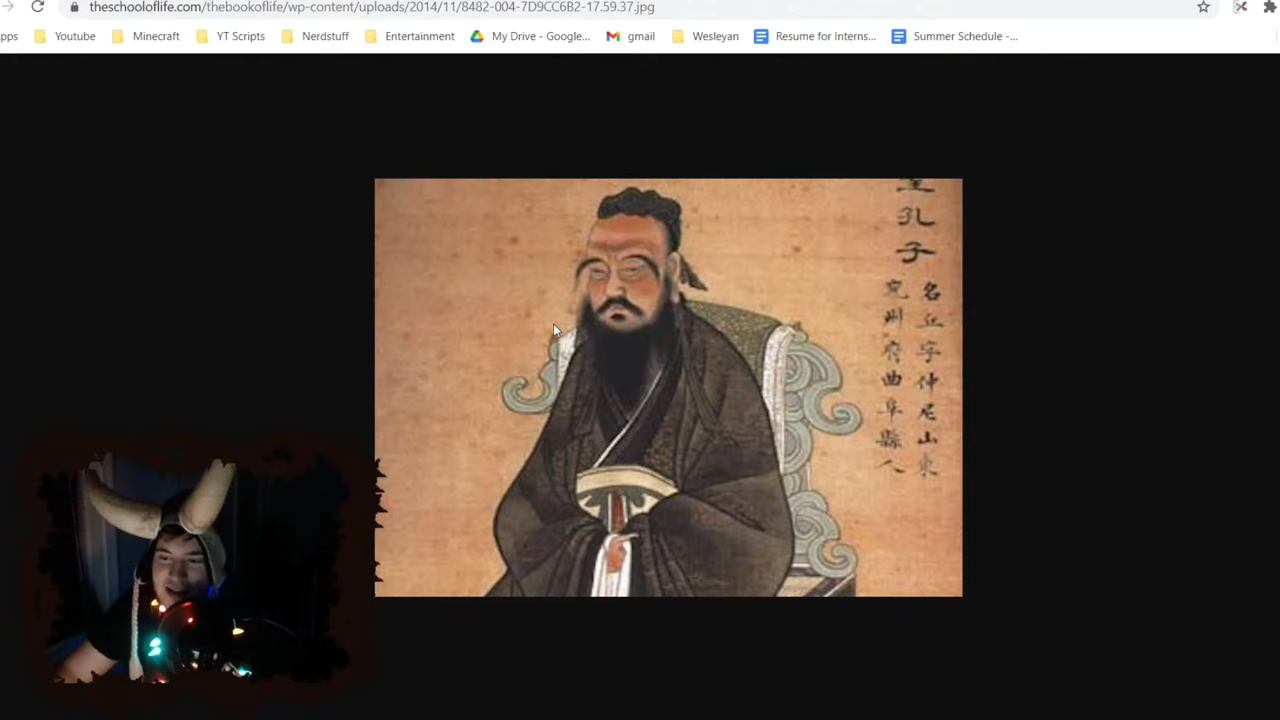 theschooloflife.com/thebookoflife/wp-content/uploads/2014/11/8482-004-7D9CC6B2-17.59.37.jpg
pps Youtube Minecraft YT Scripts Nerdstuff Entertainment My Drive - Google... gmail Wesleyan Resume for Interns... Summer Schedule -...
孔子
名丘字仲尼山東
兗州府曲阜縣人